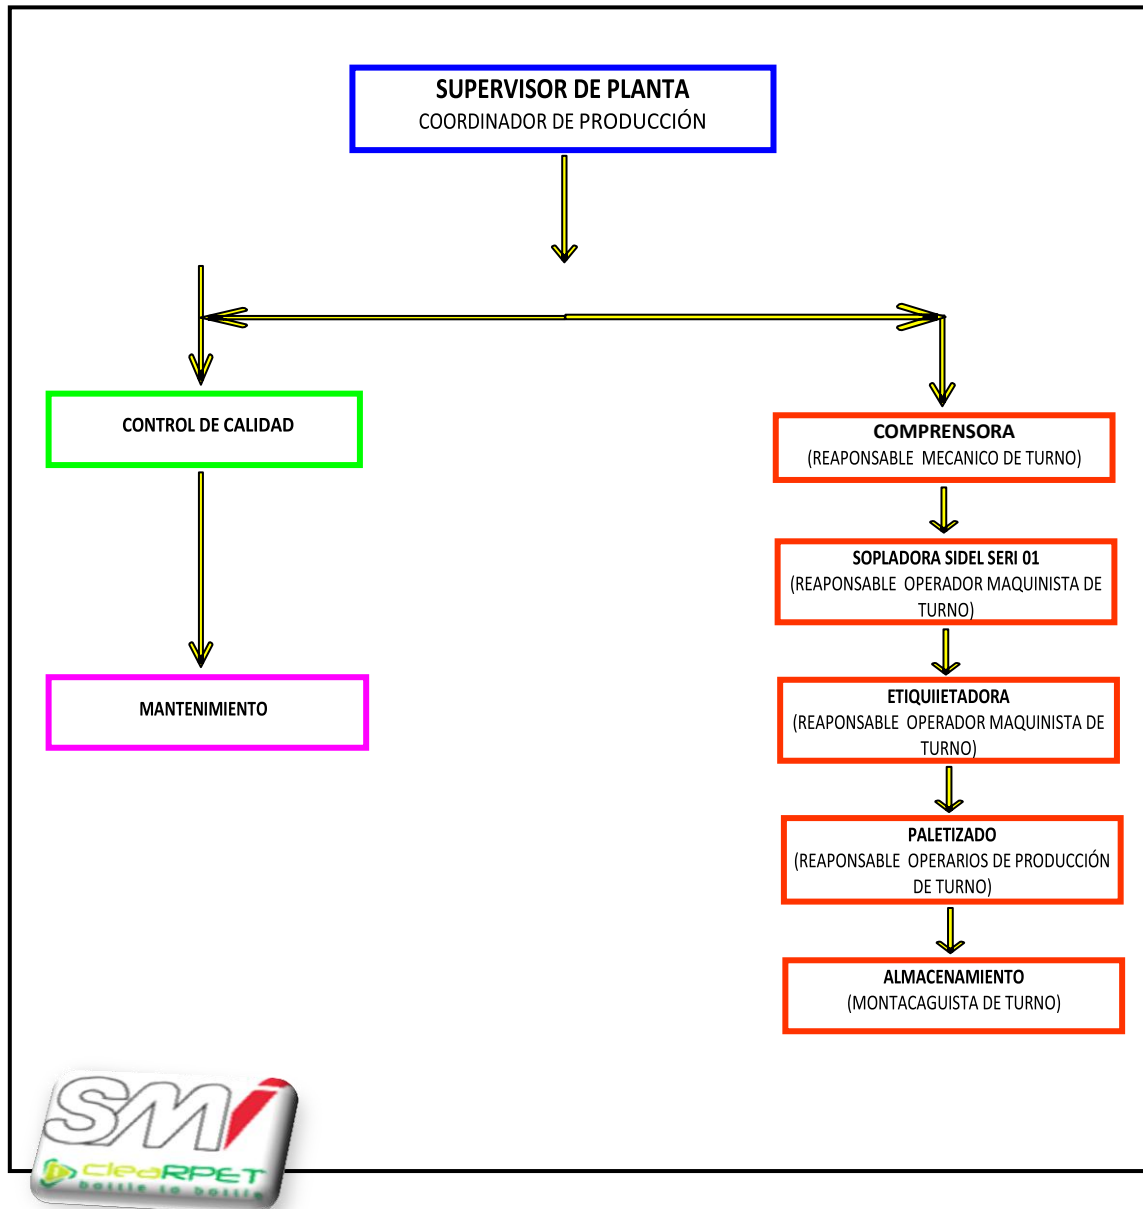 SUPERVISOR DE PLANTA
COORDINADOR DE PRODUCCIÓN
CONTROL DE CALIDAD
MANTENIMIENTO
COMPRENSORA
(REAPONSABLE MECANICO DE TURNO)
SOPLADORA SIDEL SERI 01
(REAPONSABLE OPERADOR MAQUINISTA DE
TURNO)
ETIQUIETADORA
(REAPONSABLE OPERADOR MAQUINISTA DE
TURNO)
PALETIZADO
(REAPONSABLE OPERARIOS DE PRODUCCIÓN
DE TURNO)
ALMACENAMIENTO
(MONTACAGUISTA DE TURNO)
SMi
cleaRPET
bottle to bottle